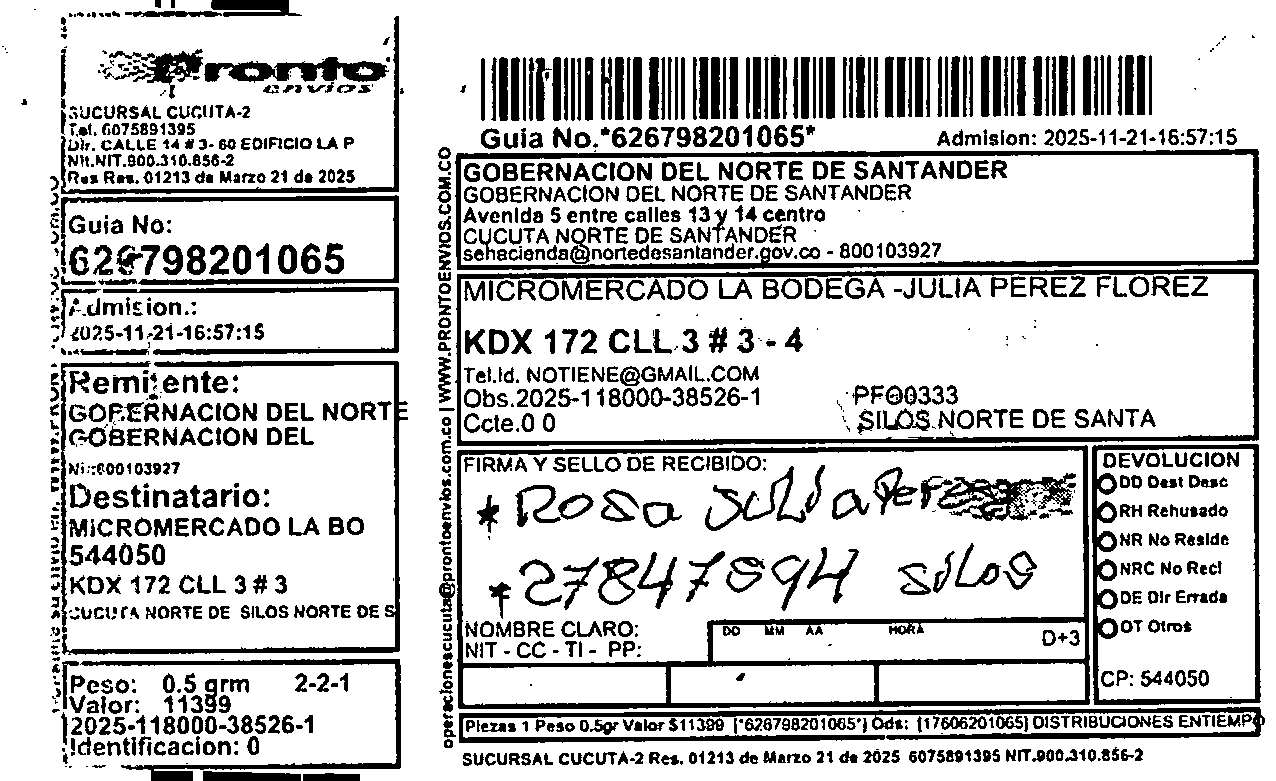 Pronto
envios
SUCURSAL CUCUTA-2
Tel. 6075891395
Dir. CALLE 14 # 3- 60 EDIFICIO LA P
Nit.NIT.900.310.856-2
Res Res. 01213 de Marzo 21 de 2025
Guia No:
626798201065
Admision.:
2025-11-21-16:57:15
Remitente:
GOBERNACION DEL NORTE
GOBERNACION DEL
Nit:800103927
Destinatario:
MICROMERCADO LA BO
544050
KDX 172 CLL 3 # 3
CUCUTA NORTE DE SILOS NORTE DE S
Peso: 0.5 grm 2-2-1
Valor: 11399
2025-118000-38526-1
Identificacion: 0
operacionescucuta@prontoenvios.com.co | WWW.PRONTOENVIOS.COM.CO
Guia No.*626798201065* Admision: 2025-11-21-16:57:15
GOBERNACION DEL NORTE DE SANTANDER
GOBERNACION DEL NORTE DE SANTANDER
Avenida 5 entre calles 13 y 14 centro
CUCUTA NORTE DE SANTANDER
sehacienda@nortedesantander.gov.co - 800103927
MICROMERCADO LA BODEGA -JULIA PEREZ FLOREZ
KDX 172 CLL 3 # 3 - 4
Tel.Id. NOTIENE@GMAIL.COM
Obs.2025-118000-38526-1 PF00333
Ccte.0 0 SILOS NORTE DE SANTA
FIRMA Y SELLO DE RECIBIDO:
* Rosa Julia Perez
* 27847894 silos
NOMBRE CLARO:
NIT - CC - TI - PP:
DD MM AA HORA
D+3
DEVOLUCION
DD Dest Desc
RH Rehusado
NR No Reside
NRC No Recl
DE Dir Errada
OT Otros
CP: 544050
Piezas 1 Peso 0.5gr Valor $11399 [*626798201065*] Ods: [17606201065] DISTRIBUCIONES ENTIEMPO
SUCURSAL CUCUTA-2 Res. 01213 de Marzo 21 de 2025 6075891395 NIT.900.310.856-2